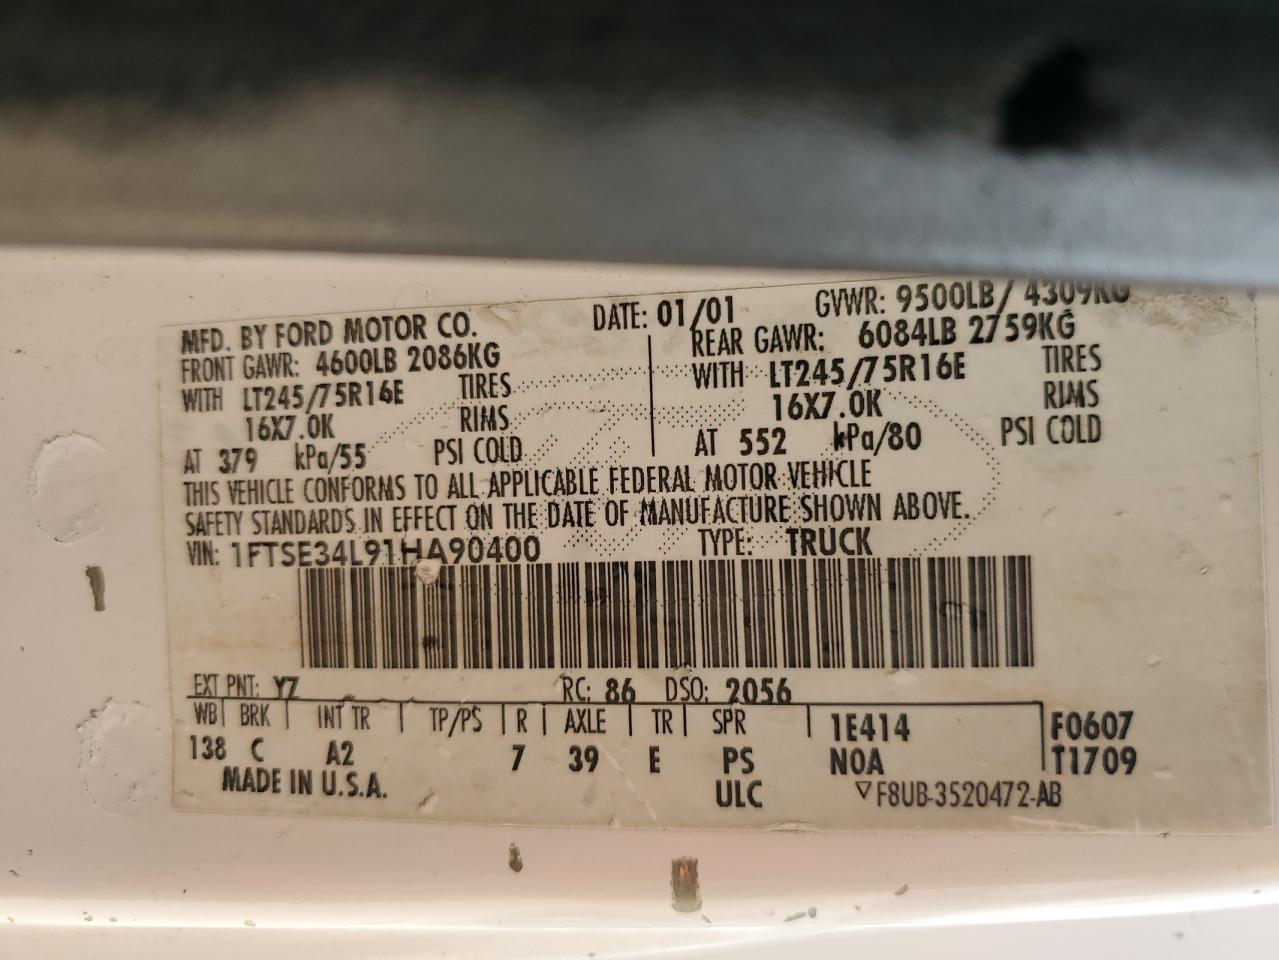 MFD. BY FORD MOTOR CO. DATE: 01/01 GVWR: 9500LB/ 4309KG
FRONT GAWR: 4600LB 2086KG REAR GAWR: 6084LB 2759KG
WITH LT245/75R16E TIRES WITH LT245/75R16E TIRES
16X7.0K RIMS 16X7.0K RIMS
AT 379 kPa/55 PSI COLD AT 552 kPa/80 PSI COLD
THIS VEHICLE CONFORMS TO ALL APPLICABLE FEDERAL MOTOR VEHICLE
SAFETY STANDARDS IN EFFECT ON THE DATE OF MANUFACTURE SHOWN ABOVE.
VIN: 1FTSE34L91HA90400 TYPE: TRUCK
EXT PNT: YZ RC: 86 DSO: 2056
WB BRK INT TR TP/PS R AXLE TR SPR 1E414 F0607
138 C A2 7 39 E PS N0A T1709
MADE IN U.S.A. ULC ▽F8UB-3520472-AB